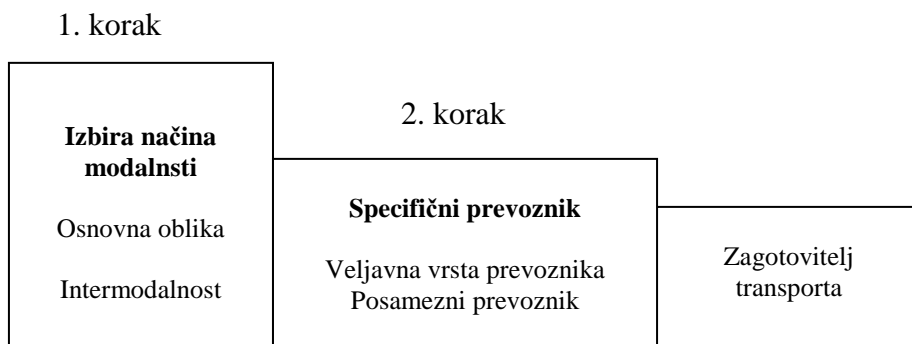 1. korak
Izbira načina
modalnsti
Osnovna oblika
Intermodalnost
2. korak
Specifični prevoznik
Veljavna vrsta prevoznika
Posamezni prevoznik
Zagotovitelj
transporta